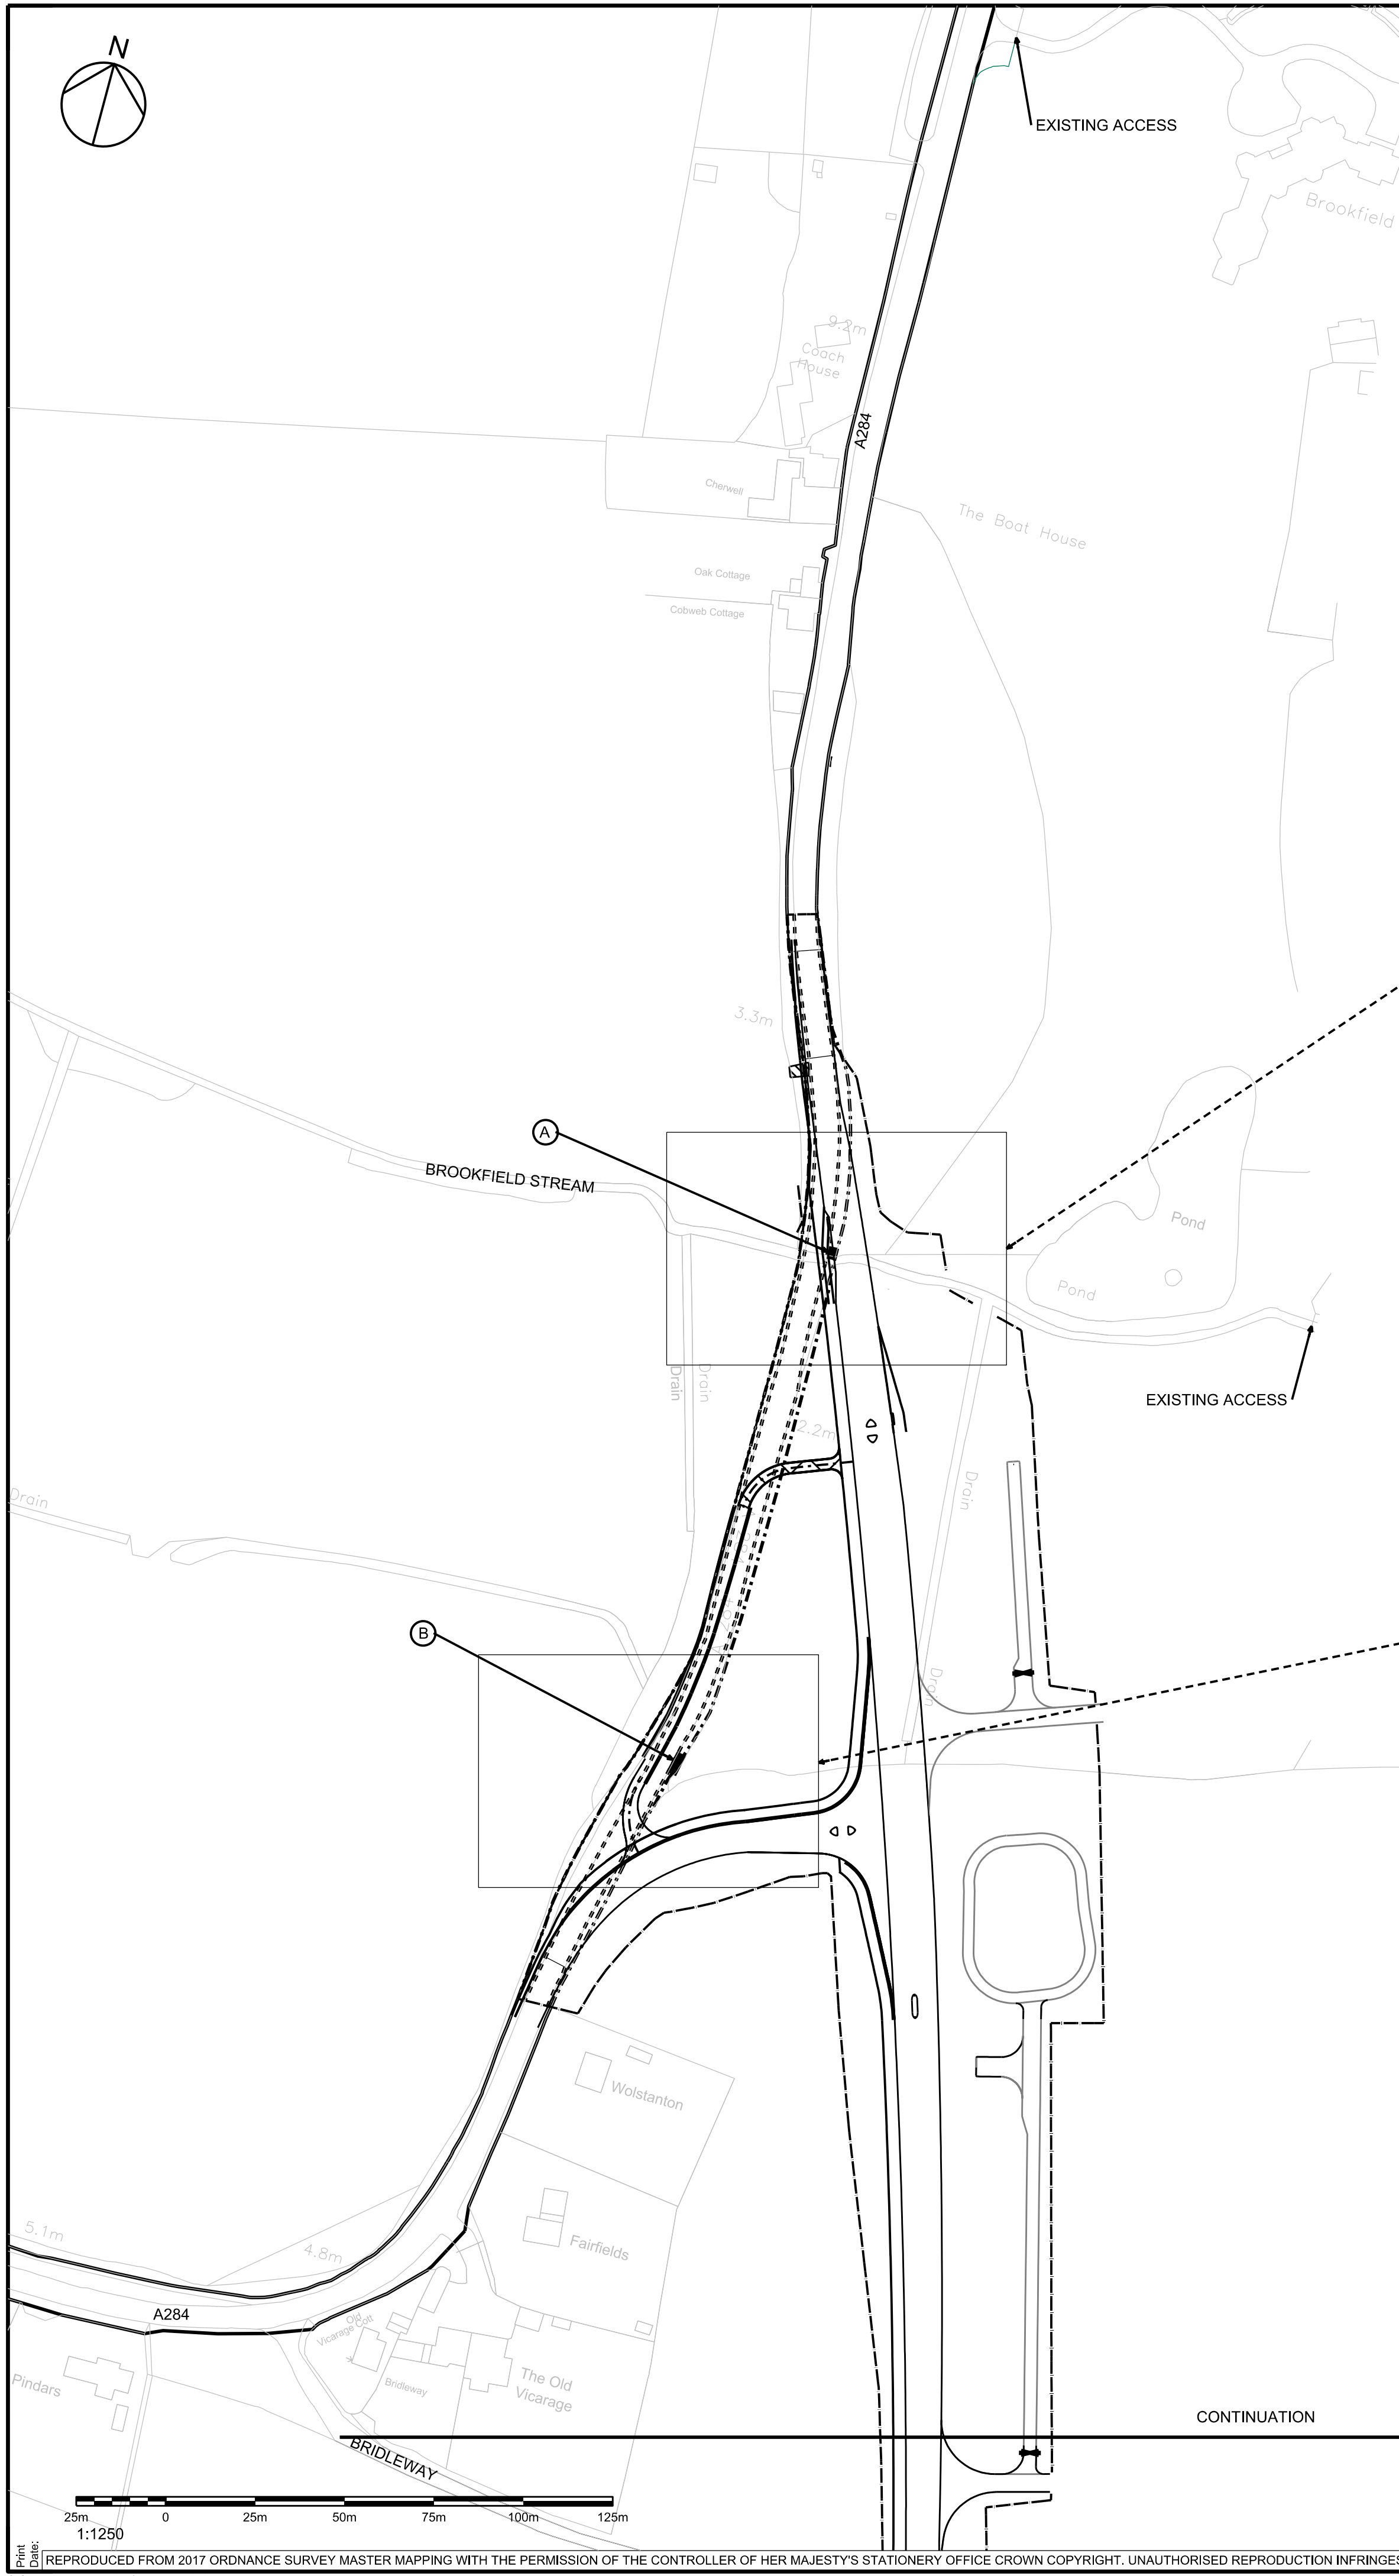 N
EXISTING ACCESS
Brookfield
9.2m
Coach
House
A284
Cherwell
The Boat House
Oak Cottage
Cobweb Cottage
3.3m
A
BROOKFIELD STREAM
Pond
Pond
EXISTING ACCESS
Drain
Drain
2.2m
Drain
Drain
B
Drain
Wolstanton
5.1m
4.8m
Fairfields
A284
Old
Vicarage Cott
Pindars
Bridleway
The Old
Vicarage
CONTINUATION
BRIDLEWAY
25m 0 25m 50m 75m 100m 125m
1:1250
Print
Date:
REPRODUCED FROM 2017 ORDNANCE SURVEY MASTER MAPPING WITH THE PERMISSION OF THE CONTROLLER OF HER MAJESTY'S STATIONERY OFFICE CROWN COPYRIGHT. UNAUTHORISED REPRODUCTION INFRINGES